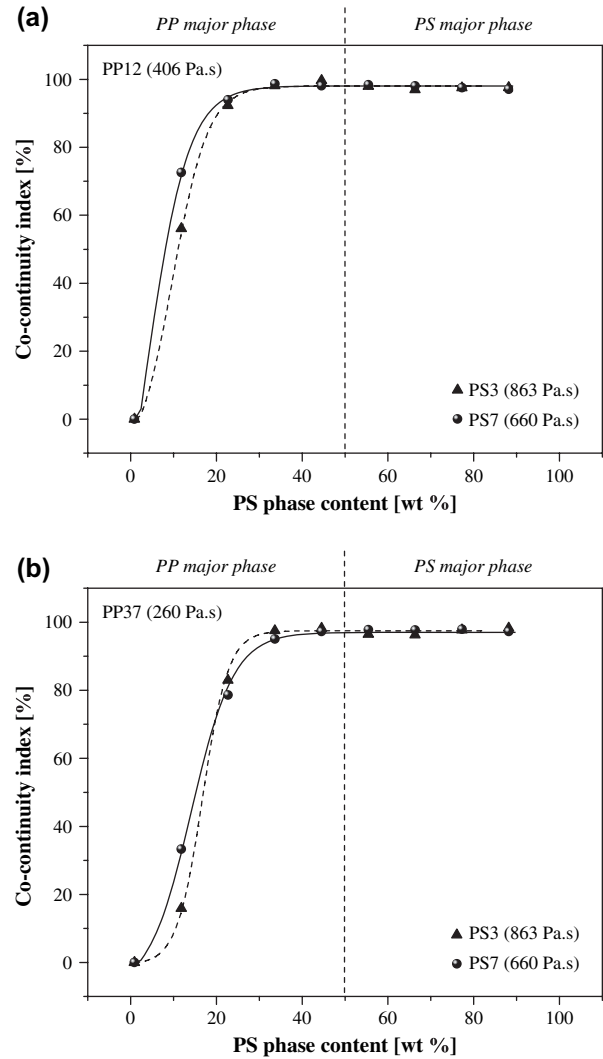 (a)
PP major phase
PS major phase
PP12 (406 Pa.s)
100
80
60
40
20
0
Co-continuity index [%]
PS3 (863 Pa.s)
PS7 (660 Pa.s)
0 20 40 60 80 100
PS phase content [wt %]
(b)
PP major phase
PS major phase
PP37 (260 Pa.s)
100
80
60
40
20
0
Co-continuity index [%]
PS3 (863 Pa.s)
PS7 (660 Pa.s)
0 20 40 60 80 100
PS phase content [wt %]